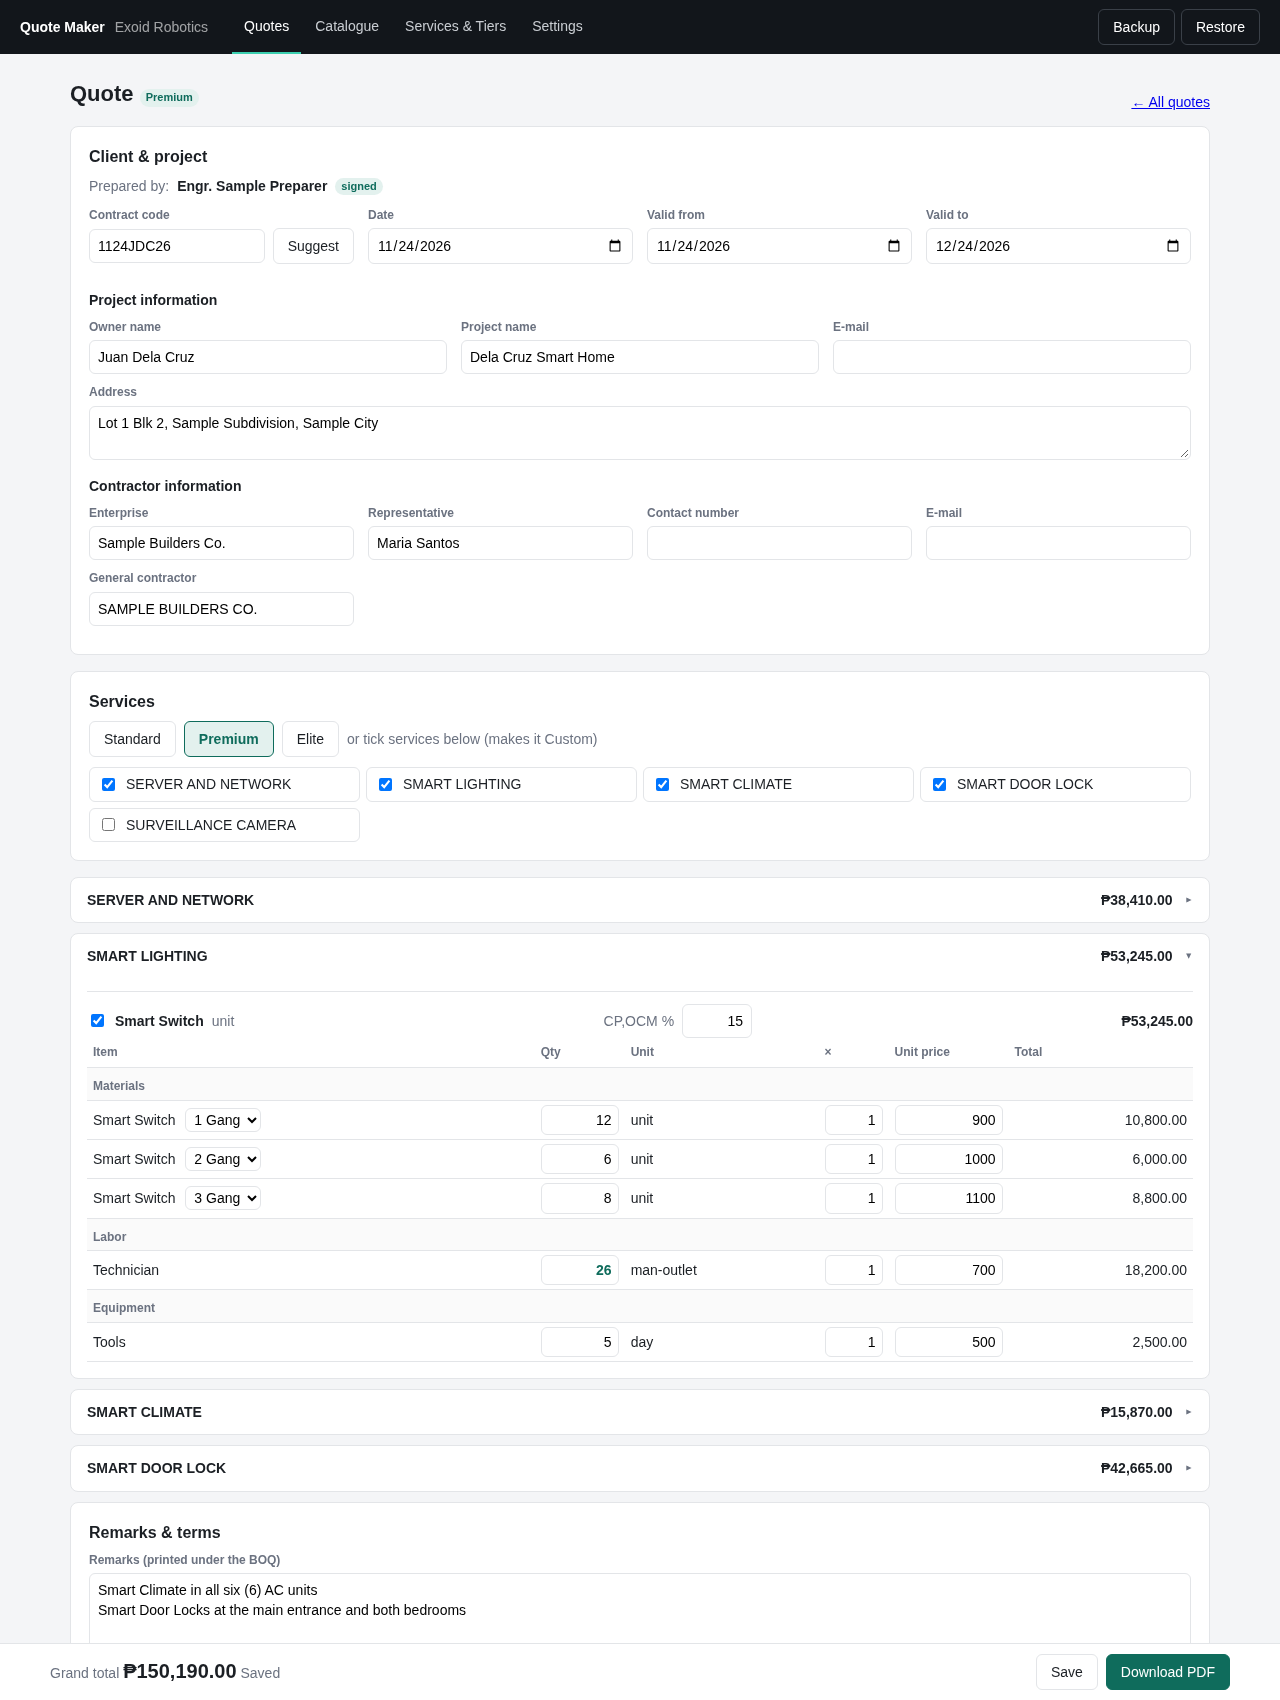 Quote Maker Exoid Robotics Quotes Catalogue Services & Tiers Settings Backup Restore
Quote Premium
← All quotes
Client & project
Prepared by: Engr. Sample Preparer signed
Contract code Date Valid from Valid to
1124JDC26 Suggest 11/24/2026 11/24/2026 12/24/2026
Project information
Owner name Project name E-mail
Juan Dela Cruz Dela Cruz Smart Home
Address
Lot 1 Blk 2, Sample Subdivision, Sample City
Contractor information
Enterprise Representative Contact number E-mail
Sample Builders Co. Maria Santos
General contractor
SAMPLE BUILDERS CO.
Services
Standard Premium Elite or tick services below (makes it Custom)
SERVER AND NETWORK SMART LIGHTING SMART CLIMATE SMART DOOR LOCK
SURVEILLANCE CAMERA
SERVER AND NETWORK ₱38,410.00
SMART LIGHTING ₱53,245.00
Smart Switch unit CP,OCM % 15 ₱53,245.00
Item Qty Unit × Unit price Total
Materials
Smart Switch 1 Gang 12 unit 1 900 10,800.00
Smart Switch 2 Gang 6 unit 1 1000 6,000.00
Smart Switch 3 Gang 8 unit 1 1100 8,800.00
Labor
Technician 26 man-outlet 1 700 18,200.00
Equipment
Tools 5 day 1 500 2,500.00
SMART CLIMATE ₱15,870.00
SMART DOOR LOCK ₱42,665.00
Remarks & terms
Remarks (printed under the BOQ)
Smart Climate in all six (6) AC units
Smart Door Locks at the main entrance and both bedrooms
Grand total ₱150,190.00 Saved Save Download PDF